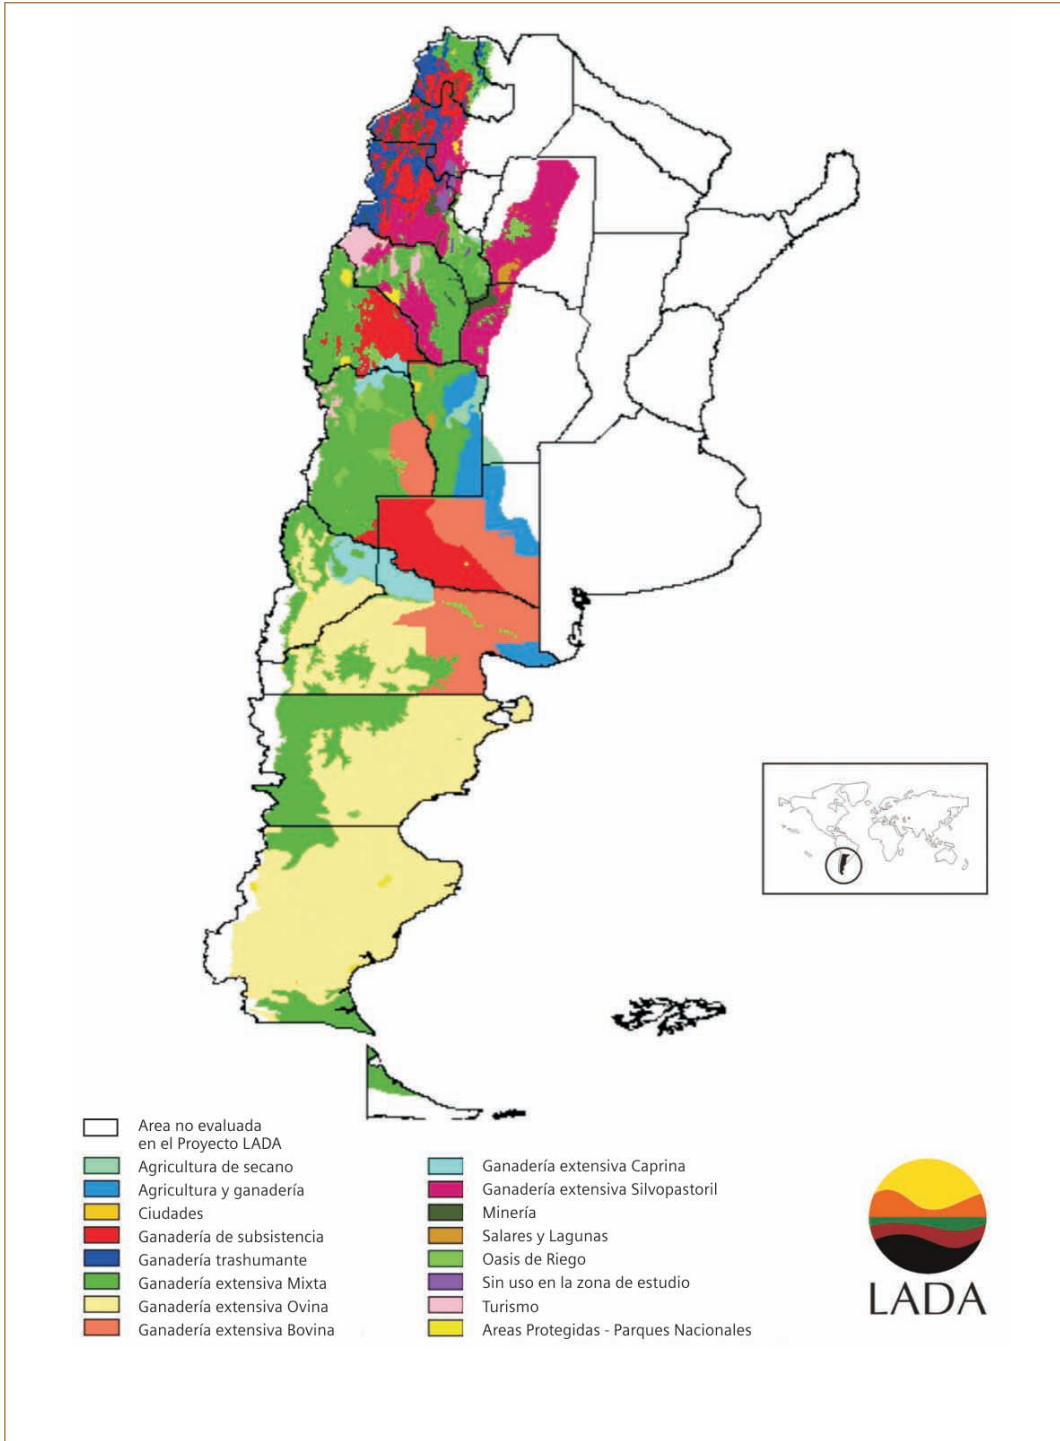 Area no evaluada
en el Proyecto LADA
Agricultura de secano
Agricultura y ganadería
Ciudades
Ganadería de subsistencia
Ganadería trashumante
Ganadería extensiva Mixta
Ganadería extensiva Ovina
Ganadería extensiva Bovina
Ganadería extensiva Caprina
Ganadería extensiva Silvopastoril
Minería
Salares y Lagunas
Oasis de Riego
Sin uso en la zona de estudio
Turismo
Areas Protegidas - Parques Nacionales
LADA